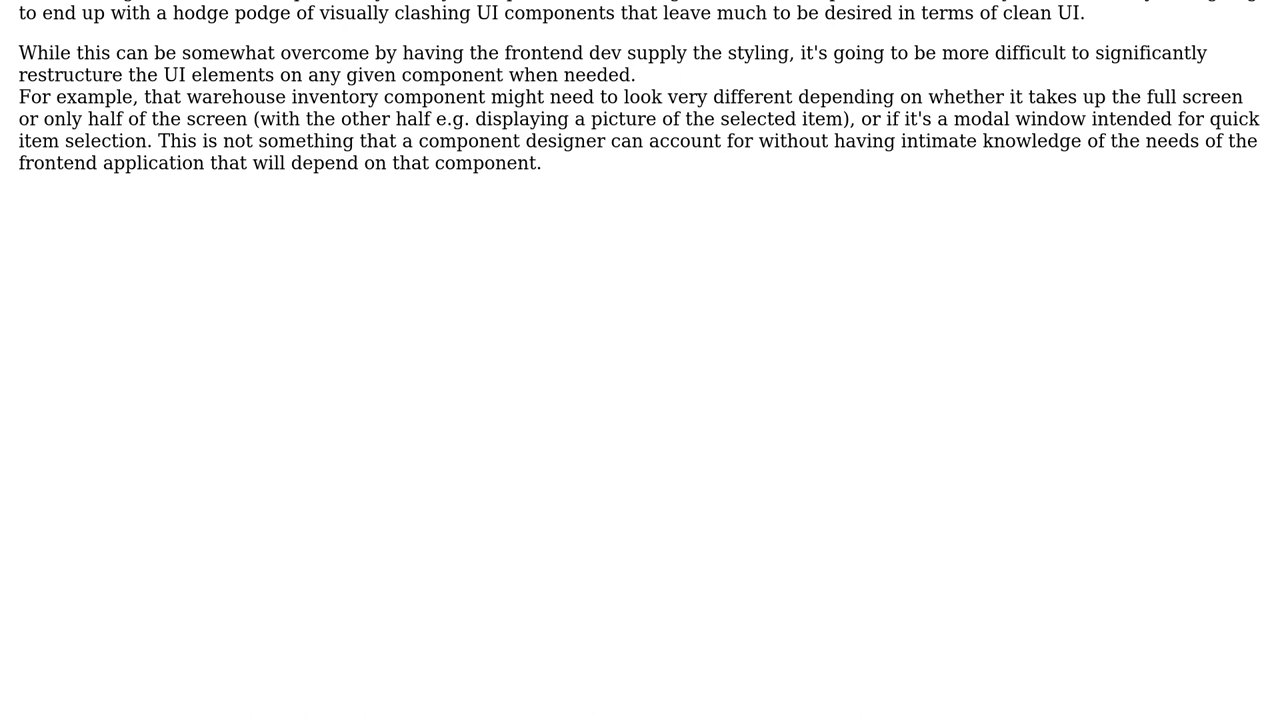 to end up with a hodge podge of visually clashing UI components that leave much to be desired in terms of clean UI.
While this can be somewhat overcome by having the frontend dev supply the styling, it's going to be more difficult to significantly
restructure the UI elements on any given component when needed.
For example, that warehouse inventory component might need to look very different depending on whether it takes up the full screen
or only half of the screen (with the other half e.g. displaying a picture of the selected item), or if it's a modal window intended for quick
item selection. This is not something that a component designer can account for without having intimate knowledge of the needs of the
frontend application that will depend on that component.